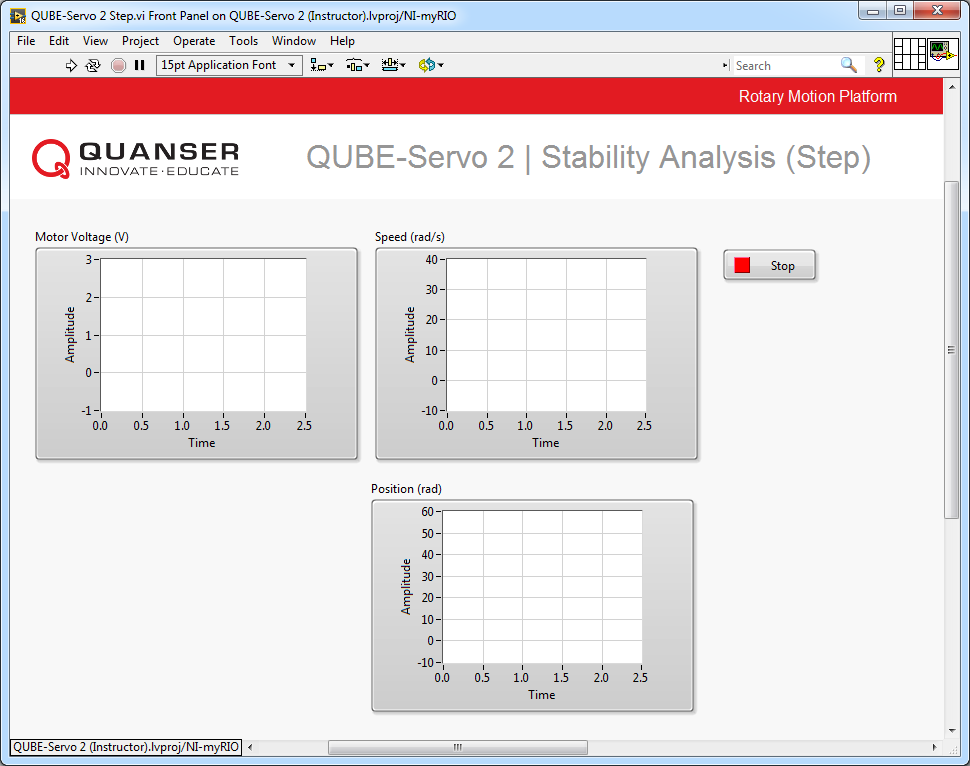 QUBE-Servo 2 Step.vi Front Panel on QUBE-Servo 2 (Instructor).lvproj/NI-myRIO
File Edit View Project Operate Tools Window Help
15pt Application Font Search ?
Rotary Motion Platform
QUANSER
INNOVATE·EDUCATE
QUBE-Servo 2 | Stability Analysis (Step)
Motor Voltage (V)
3
2
1
0
-1
Amplitude
0.0 0.5 1.0 1.5 2.0 2.5
Time
Speed (rad/s)
40
30
20
10
0
-10
Amplitude
0.0 0.5 1.0 1.5 2.0 2.5
Time
Stop
Position (rad)
60
50
40
30
20
10
0
-10
Amplitude
0.0 0.5 1.0 1.5 2.0 2.5
Time
QUBE-Servo 2 (Instructor).lvproj/NI-myRIO